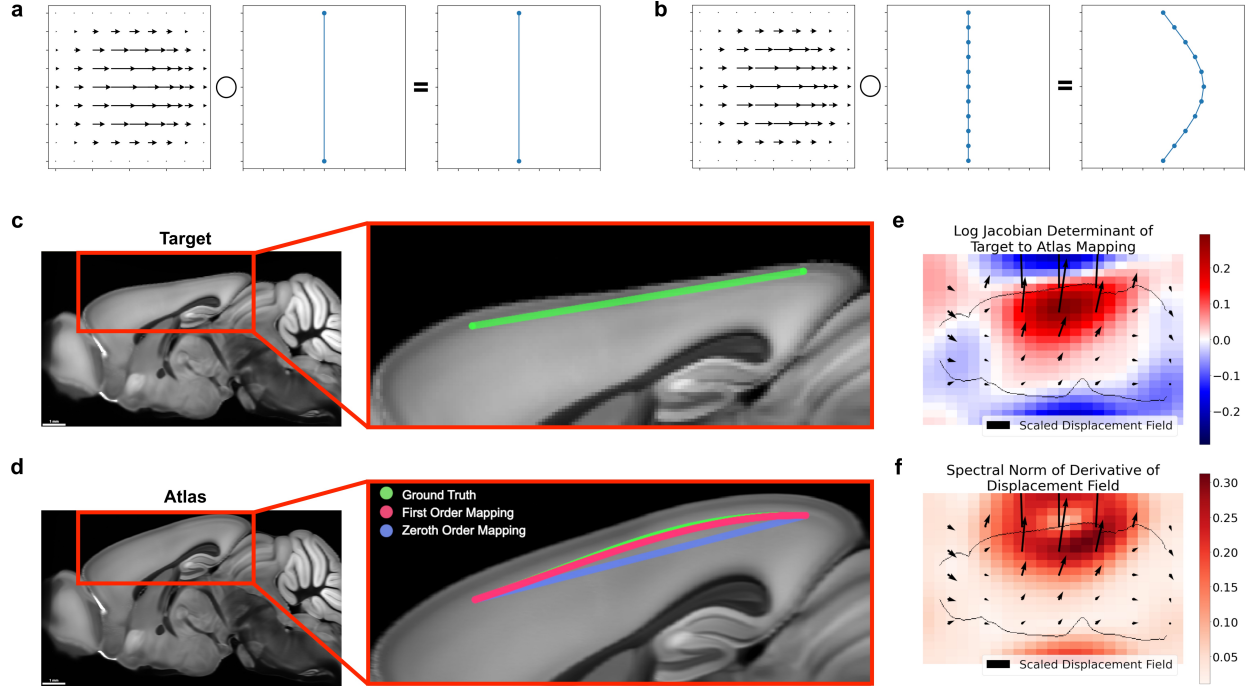 a
b
=
=
c
Target
1 mm
d
Atlas
1 mm
Ground Truth
First Order Mapping
Zeroth Order Mapping
e
Log Jacobian Determinant of
Target to Atlas Mapping
Scaled Displacement Field
0.2
0.1
0.0
−0.1
−0.2
f
Spectral Norm of Derivative of
Displacement Field
Scaled Displacement Field
0.30
0.25
0.20
0.15
0.10
0.05